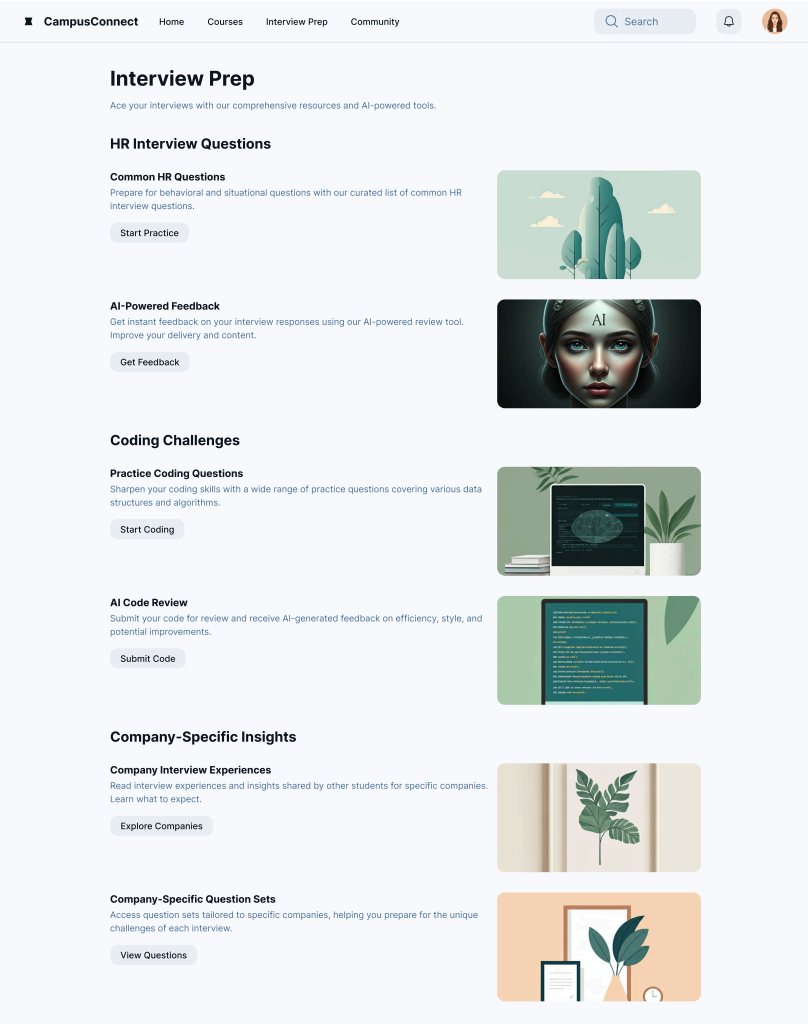 CampusConnect
Home
Courses
Interview Prep
Community
Search
Interview Prep
Ace your interviews with our comprehensive resources and AI-powered tools.
HR Interview Questions
Common HR Questions
Prepare for behavioral and situational questions with our curated list of common HR
interview questions.
Start Practice
AI-Powered Feedback
Get instant feedback on your interview responses using our AI-powered review tool.
Improve your delivery and content.
Get Feedback
AI
Coding Challenges
Practice Coding Questions
Sharpen your coding skills with a wide range of practice questions covering various data
structures and algorithms.
Start Coding
AI Code Review
Submit your code for review and receive AI-generated feedback on efficiency, style, and
potential improvements.
Submit Code
Company-Specific Insights
Company Interview Experiences
Read interview experiences and insights shared by other students for specific companies.
Learn what to expect.
Explore Companies
Company-Specific Question Sets
Access question sets tailored to specific companies, helping you prepare for the unique
challenges of each interview.
View Questions